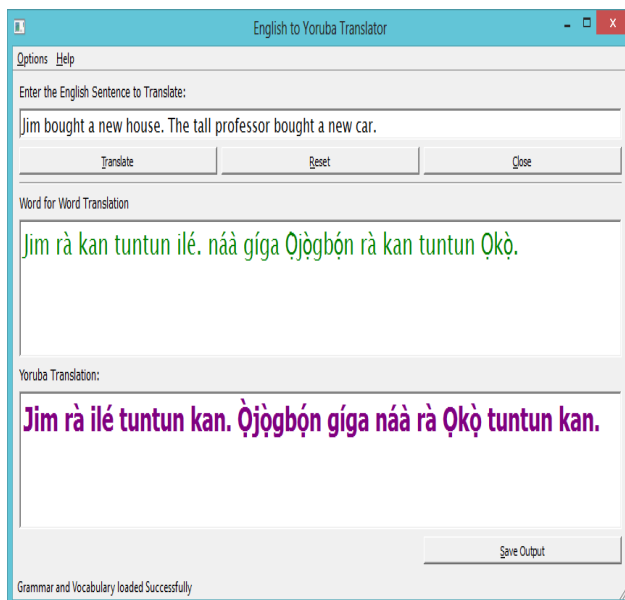 English to Yoruba Translator
Options Help
Enter the English Sentence to Translate:
Jim bought a new house. The tall professor bought a new car.
Translate Reset Close
Word for Word Translation
Jim rà kan tuntun ilé. náà gíga Ọ̀jọ̀gbọ́n rà kan tuntun Ọkọ̀.
Yoruba Translation:
Jim rà ilé tuntun kan. Ọ̀jọ̀gbọ́n gíga náà rà Ọkọ̀ tuntun kan.
Save Output
Grammar and Vocabulary loaded Successfully